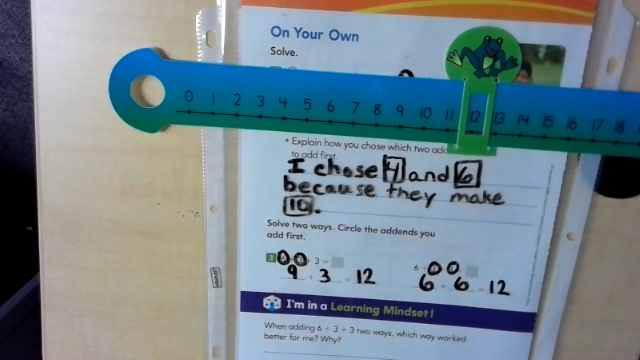 On Your Own
Solve.
0 1 2 3 4 5 6 7 8 9 10 11 12 13 14 15 16 17 18
• Explain how you chose which two
to add first.
I chose 4 and 6
because they make
10.
Solve two ways. Circle the addends you
add first.
3 + 3 = 6
9 + 3 = 12 6 + 6 = 12
I'm in a Learning Mindset!
When adding 6 + 3 + 3 two ways, which way worked
better for me? Why?